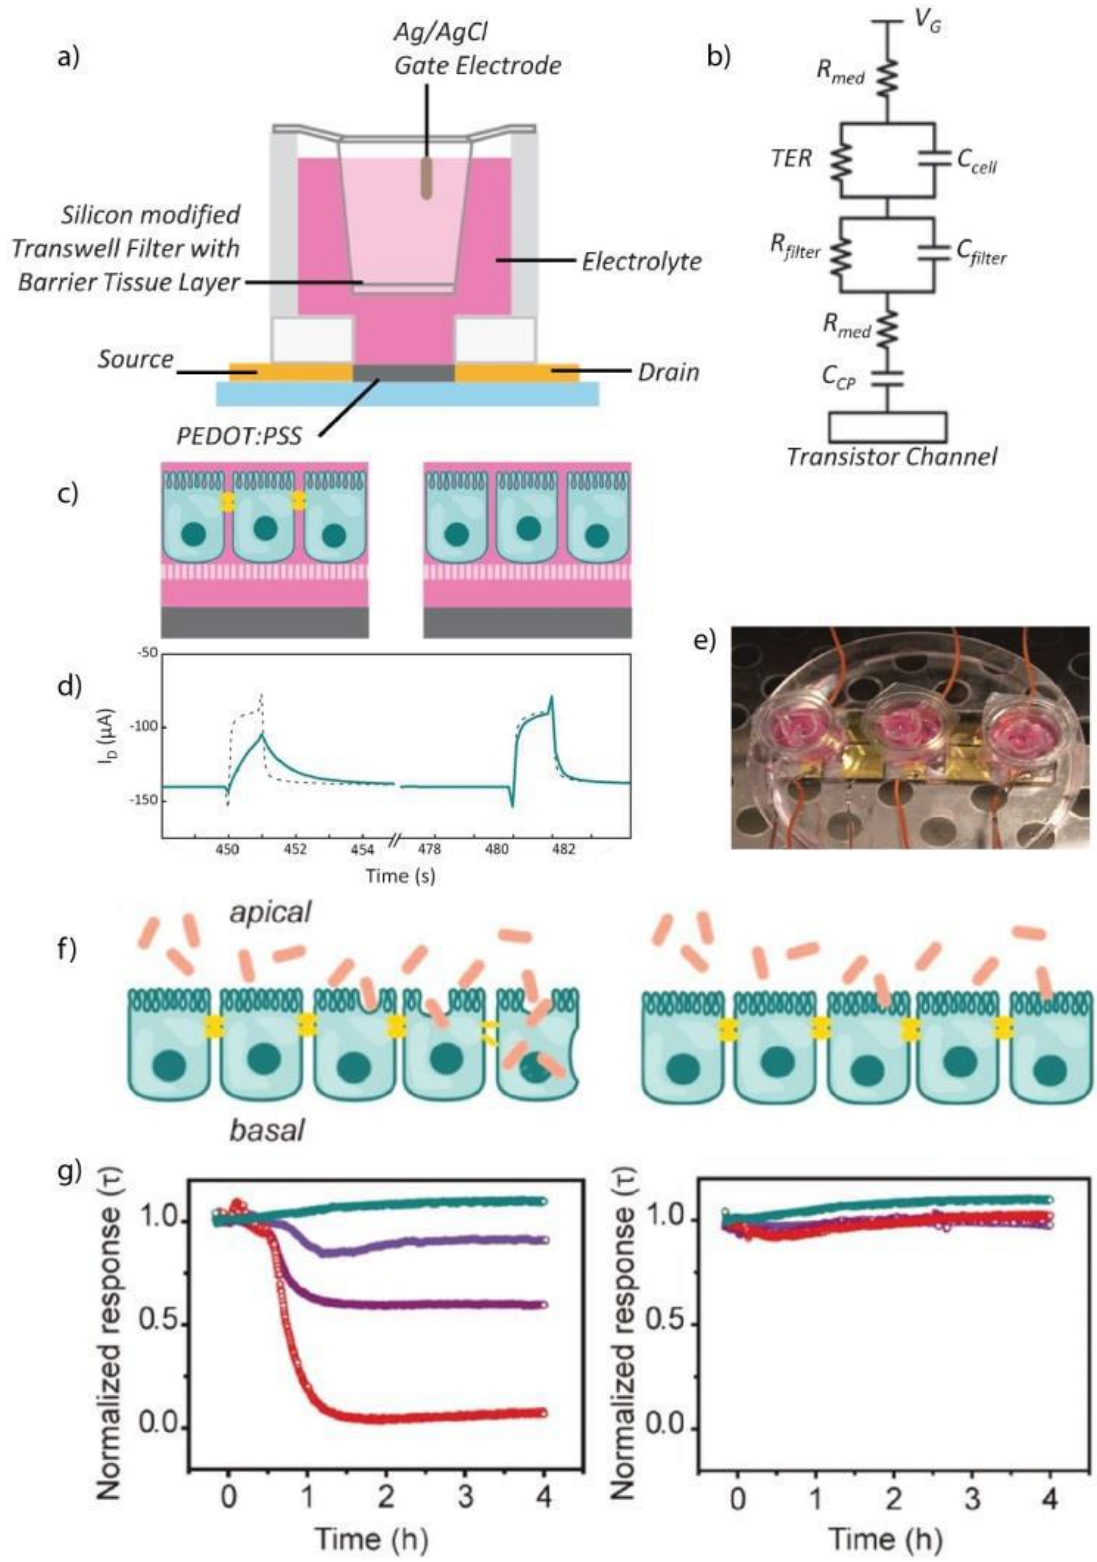 a)
Ag/AgCl
Gate Electrode
Silicon modified
Transwell Filter with
Barrier Tissue Layer
Electrolyte
Source
Drain
PEDOT:PSS
b)
V_G
R_med
TER
C_cell
R_filter
C_filter
R_med
C_CP
Transistor Channel
c)
d)
-50
-100
-150
I_D (μA)
450 452 454 478 480 482
Time (s)
e)
f)
apical
basal
g)
Normalized response (τ)
1.0
0.5
0.0
0 1 2 3 4
Time (h)
Normalized response (τ)
1.0
0.5
0.0
0 1 2 3 4
Time (h)